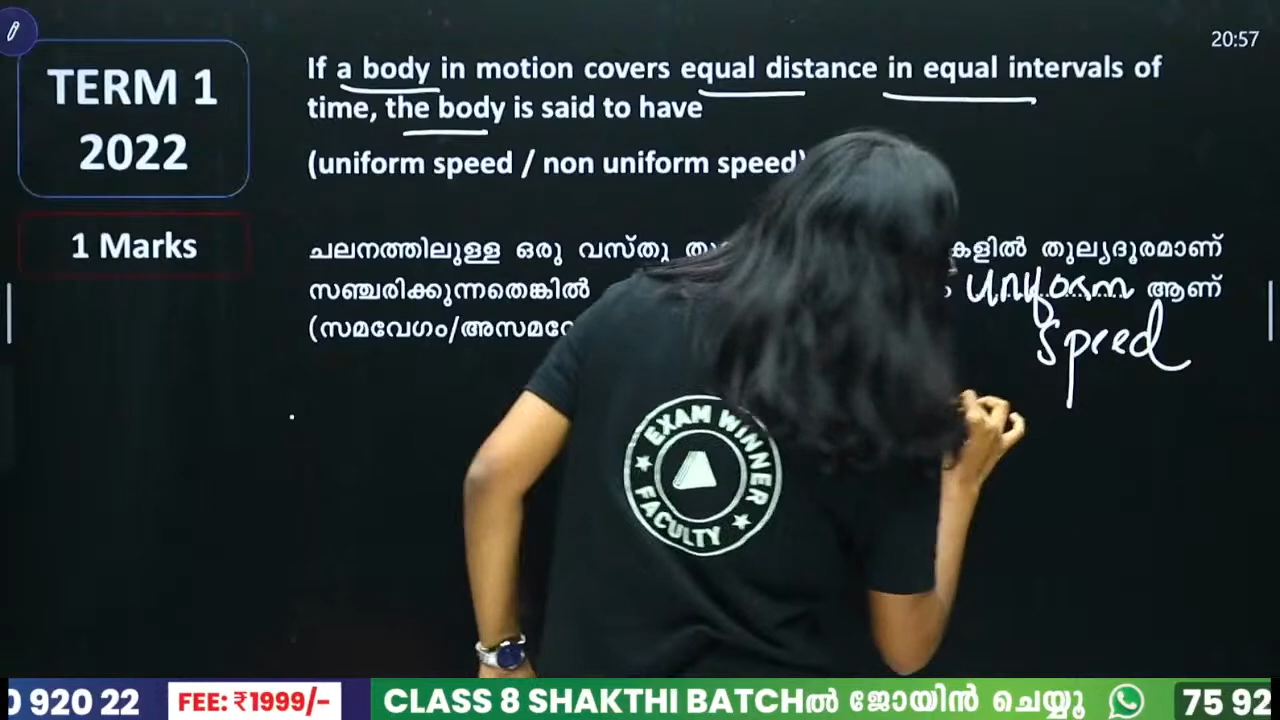 20:57
TERM 1
2022
If a body in motion covers equal distance in equal intervals of
time, the body is said to have
(uniform speed / non uniform speed)
1 Marks
ചലനത്തിലുള്ള ഒരു വസ്തു തുല്യദൂരമാണ്
സഞ്ചരിക്കുന്നതെങ്കിൽ uniform ആണ്
speed
(സമവേഗം/
EXAM WINNER
FACULTY
0 920 22
FEE: ₹1999/-
CLASS 8 SHAKTHI BATCHൽ ജോയിൻ ചെയ്യൂ
75 92